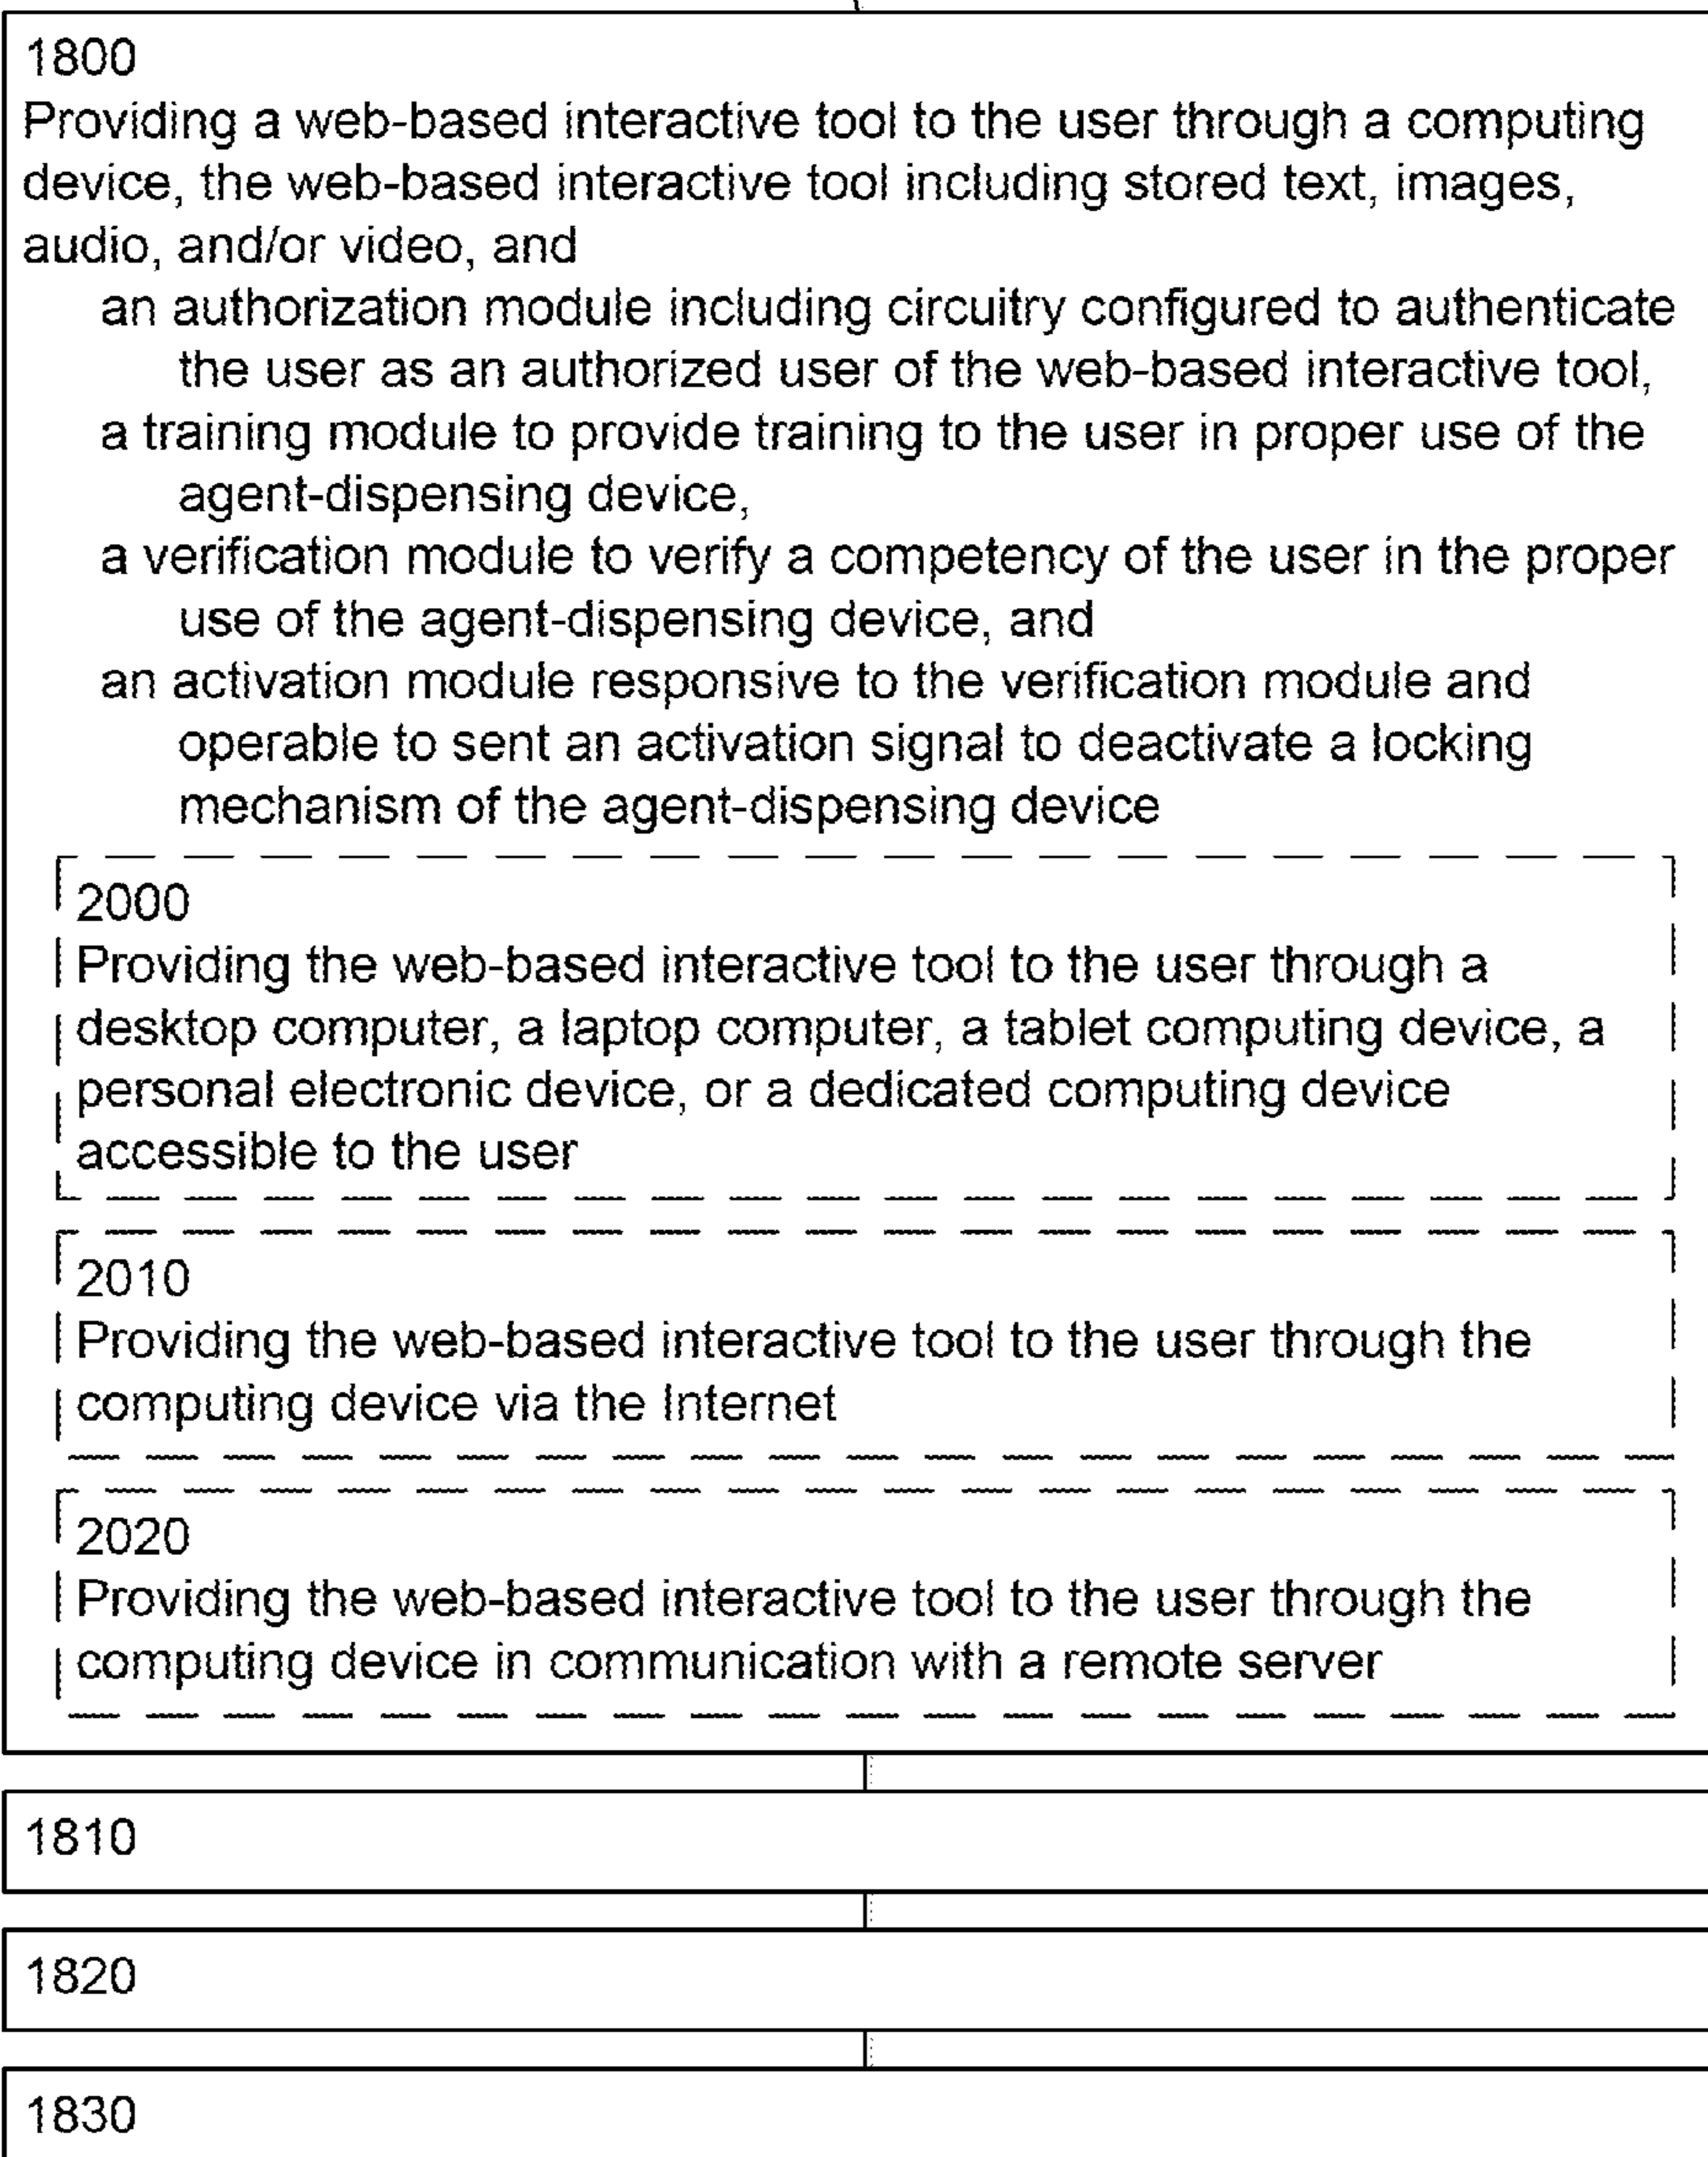 1800
Providing a web-based interactive tool to the user through a computing
device, the web-based interactive tool including stored text, images,
audio, and/or video, and
an authorization module including circuitry configured to authenticate
the user as an authorized user of the web-based interactive tool,
a training module to provide training to the user in proper use of the
agent-dispensing device,
a verification module to verify a competency of the user in the proper
use of the agent-dispensing device, and
an activation module responsive to the verification module and
operable to sent an activation signal to deactivate a locking
mechanism of the agent-dispensing device
2000
Providing the web-based interactive tool to the user through a
desktop computer, a laptop computer, a tablet computing device, a
personal electronic device, or a dedicated computing device
accessible to the user
2010
Providing the web-based interactive tool to the user through the
computing device via the Internet
2020
Providing the web-based interactive tool to the user through the
computing device in communication with a remote server
1810
1820
1830